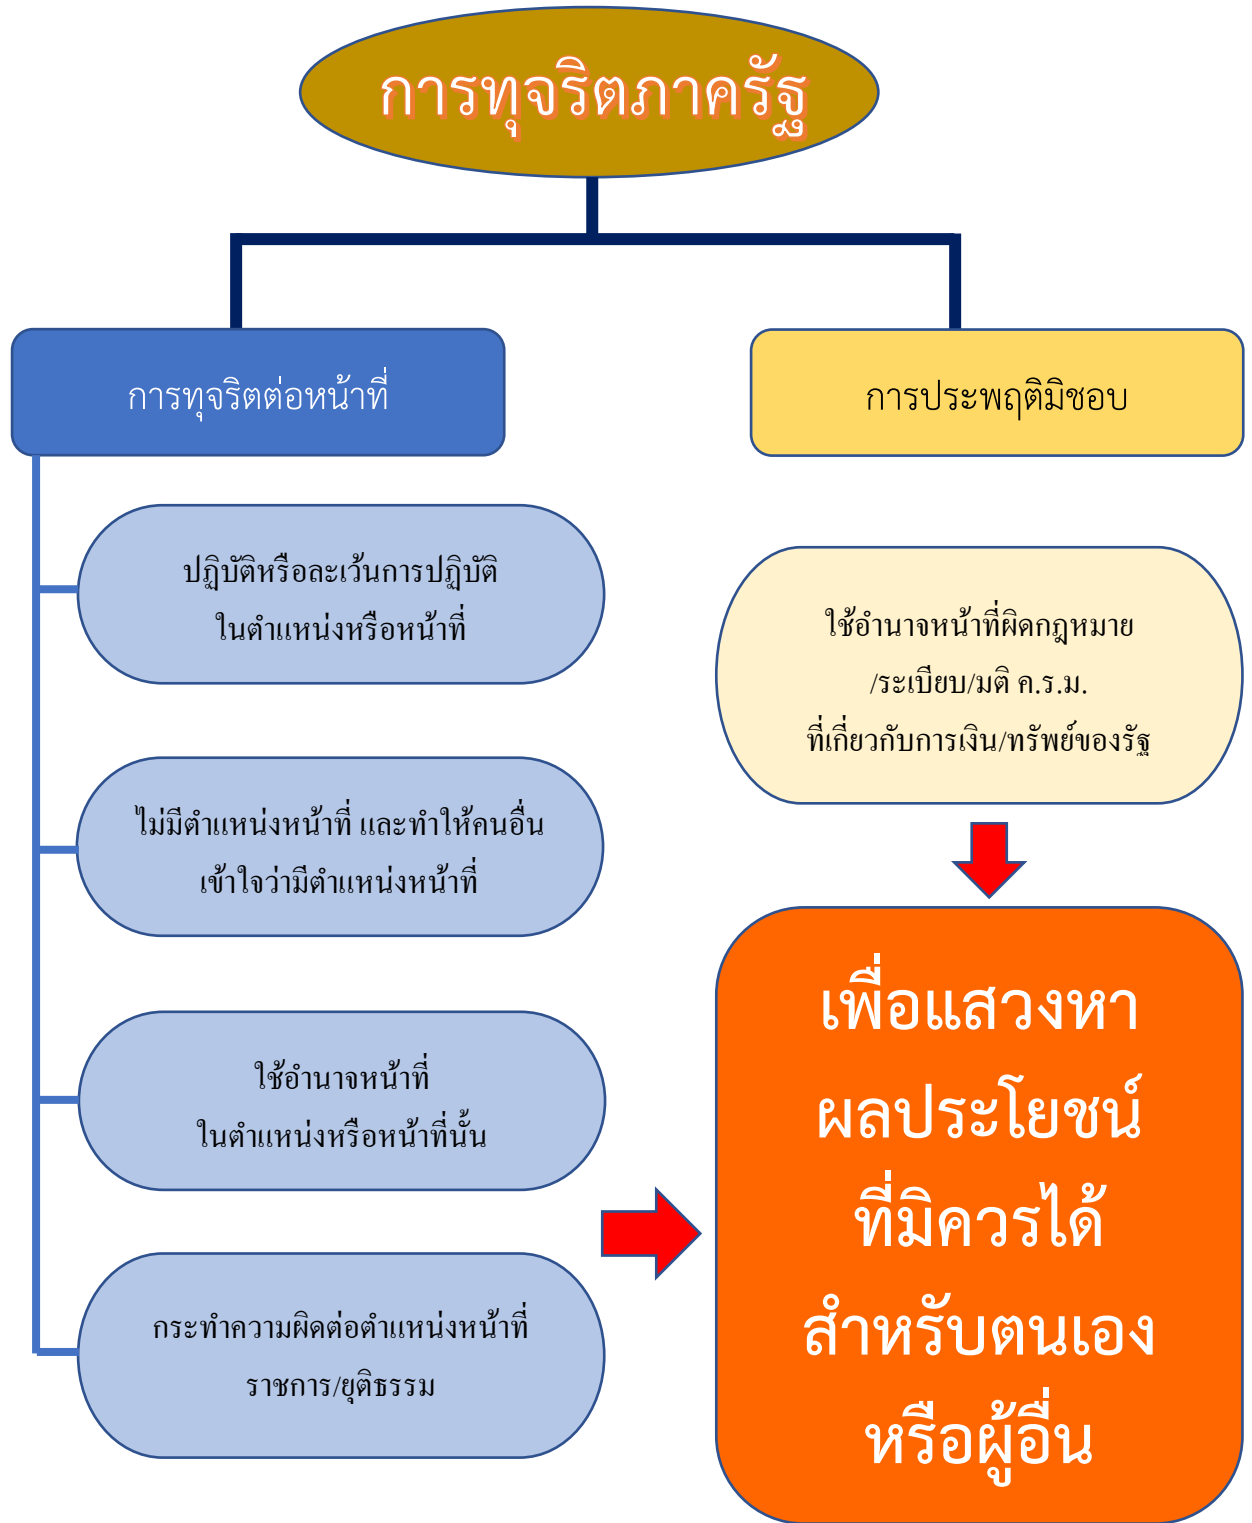 การทุจริตภาครัฐ
การทุจริตต่อหน้าที่
ปฏิบัติหรือละเว้นการปฏิบัติ
ในตำแหน่งหรือหน้าที่
ไม่มีตำแหน่งหน้าที่ และทำให้คนอื่น
เข้าใจว่ามีตำแหน่งหน้าที่
ใช้อำนาจหน้าที่
ในตำแหน่งหรือหน้าที่นั้น
กระทำความผิดต่อตำแหน่งหน้าที่
ราชการ/ยุติธรรม
การประพฤติมิชอบ
ใช้อำนาจหน้าที่ผิดกฎหมาย
/ระเบียบ/มติ ค.ร.ม.
ที่เกี่ยวกับการเงิน/ทรัพย์ของรัฐ
เพื่อแสวงหา
ผลประโยชน์
ที่มิควรได้
สำหรับตนเอง
หรือผู้อื่น